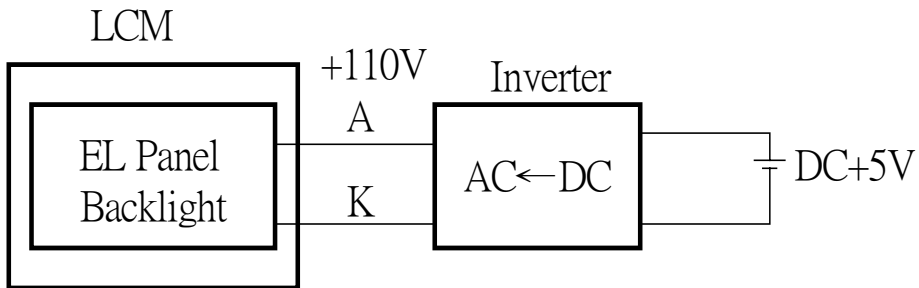 LCM
+110V
Inverter
A
EL Panel
Backlight
AC←DC
DC+5V
K